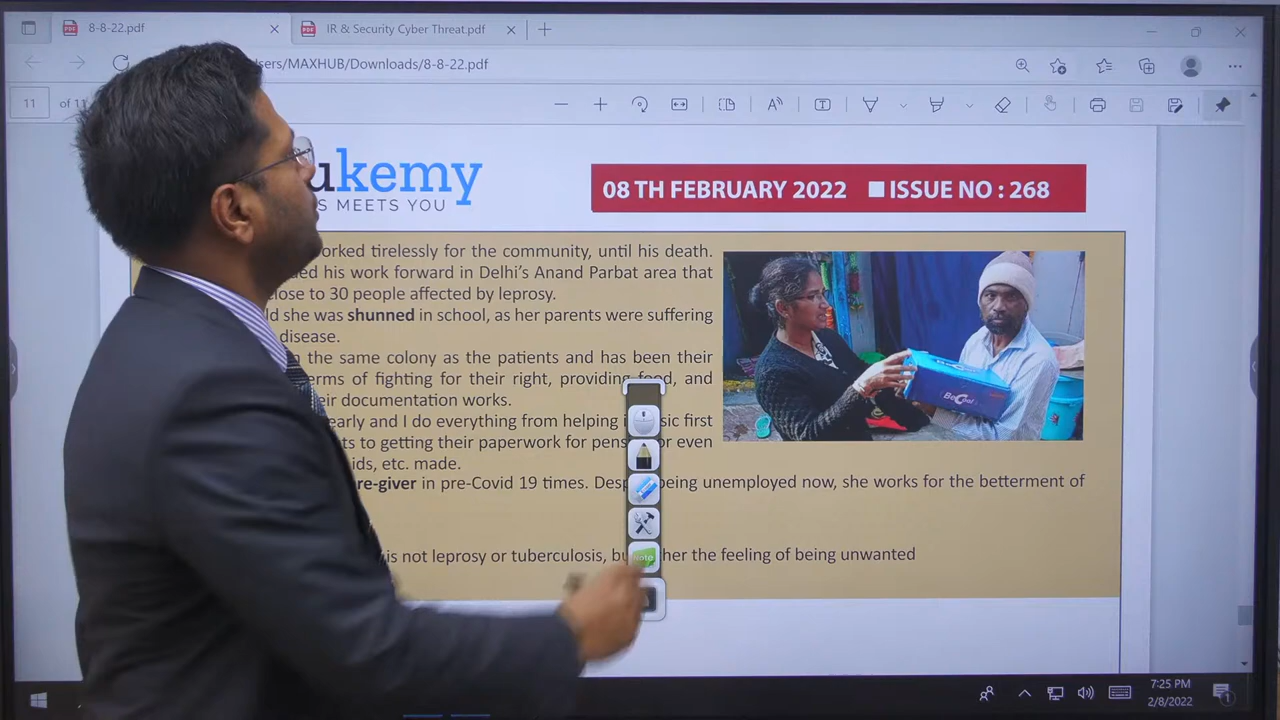 8-8-22.pdf
IR & Security Cyber Threat.pdf
sers/MAXHUB/Downloads/8-8-22.pdf
11 of 11
ukemy
S MEETS YOU
08 TH FEBRUARY 2022 ISSUE NO : 268
orked tirelessly for the community, until his death.
ed his work forward in Delhi's Anand Parbat area that
lose to 30 people affected by leprosy.
ld she was shunned in school, as her parents were suffering
disease.
the same colony as the patients and has been their
erms of fighting for their right, providing food, and
eir documentation works.
early and I do everything from helping sic first
ts to getting their paperwork for pens or even
ids, etc. made.
re-giver in pre-Covid 19 times. Desp being unemployed now, she works for the betterment of
is not leprosy or tuberculosis, bu her the feeling of being unwanted
BeCool
Note
7:25 PM
2/8/2022
1